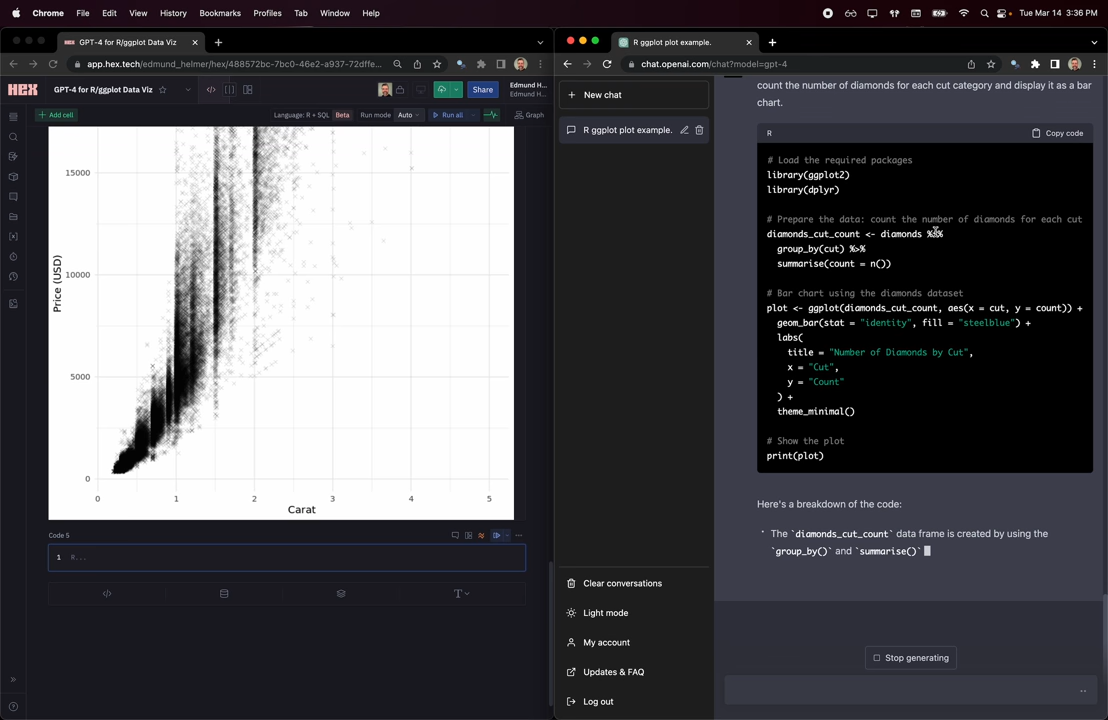 Chrome File Edit View History Bookmarks Profiles Tab Window Help
Tue Mar 14 3:36 PM
GPT-4 for R/ggplot Data Viz
app.hex.tech/edmund_helmer/hex/488572bc-7bc0-46e2-a937-72dffe...
HEX GPT-4 for R/ggplot Data Viz
Share
Edmund H...
Edmund H...
Add cell
Language: R + SQL Beta Run mode Auto Run all Graph
15000
10000
5000
0
Price (USD)
0 1 2 3 4 5
Carat
Code 5
1 R...
R ggplot plot example.
chat.openai.com/chat?model=gpt-4
New chat
R ggplot plot example.
Clear conversations
Light mode
My account
Updates & FAQ
Log out
count the number of diamonds for each cut category and display it as a bar
chart.
R Copy code
# Load the required packages
library(ggplot2)
library(dplyr)
# Prepare the data: count the number of diamonds for each cut
diamonds_cut_count <- diamonds %>%
group_by(cut) %>%
summarise(count = n())
# Bar chart using the diamonds dataset
plot <- ggplot(diamonds_cut_count, aes(x = cut, y = count)) +
geom_bar(stat = "identity", fill = "steelblue") +
labs(
title = "Number of Diamonds by Cut",
x = "Cut",
y = "Count"
) +
theme_minimal()
# Show the plot
print(plot)
Here's a breakdown of the code:
• The `diamonds_cut_count` data frame is created by using the
`group_by()` and `summarise()`
Stop generating